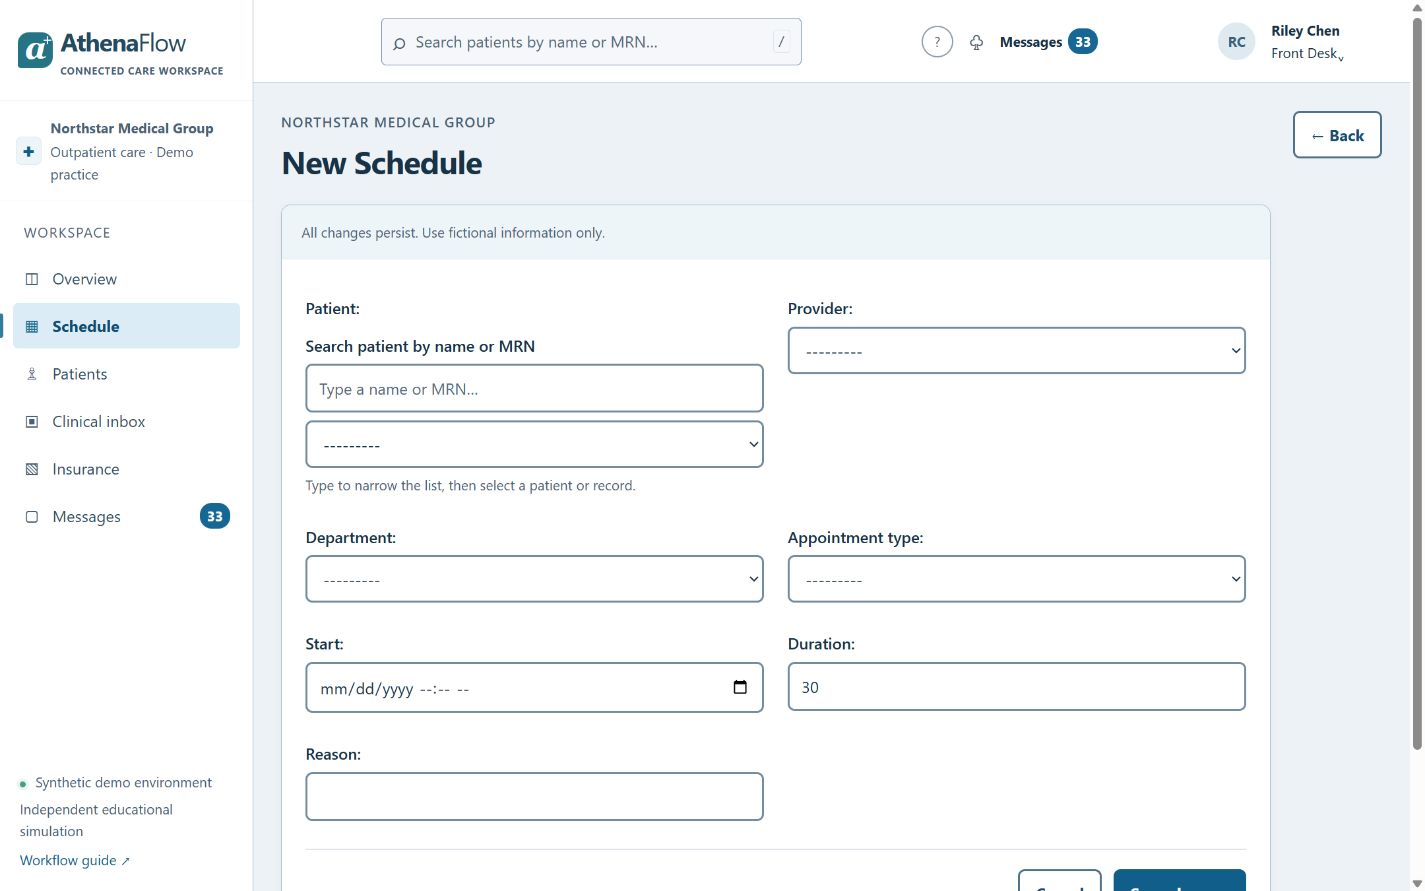 AthenaFlow
CONNECTED CARE WORKSPACE
Search patients by name or MRN...
/
?
Messages 33
RC
Riley Chen
Front Desk
Northstar Medical Group
Outpatient care · Demo
practice
WORKSPACE
Overview
Schedule
Patients
Clinical inbox
Insurance
Messages 33
Synthetic demo environment
Independent educational
simulation
Workflow guide ↗
NORTHSTAR MEDICAL GROUP
New Schedule
← Back
All changes persist. Use fictional information only.
Patient:
Search patient by name or MRN
Type a name or MRN...
---------
Type to narrow the list, then select a patient or record.
Provider:
---------
Department:
---------
Appointment type:
---------
Start:
mm/dd/yyyy --:-- --
Duration:
30
Reason: